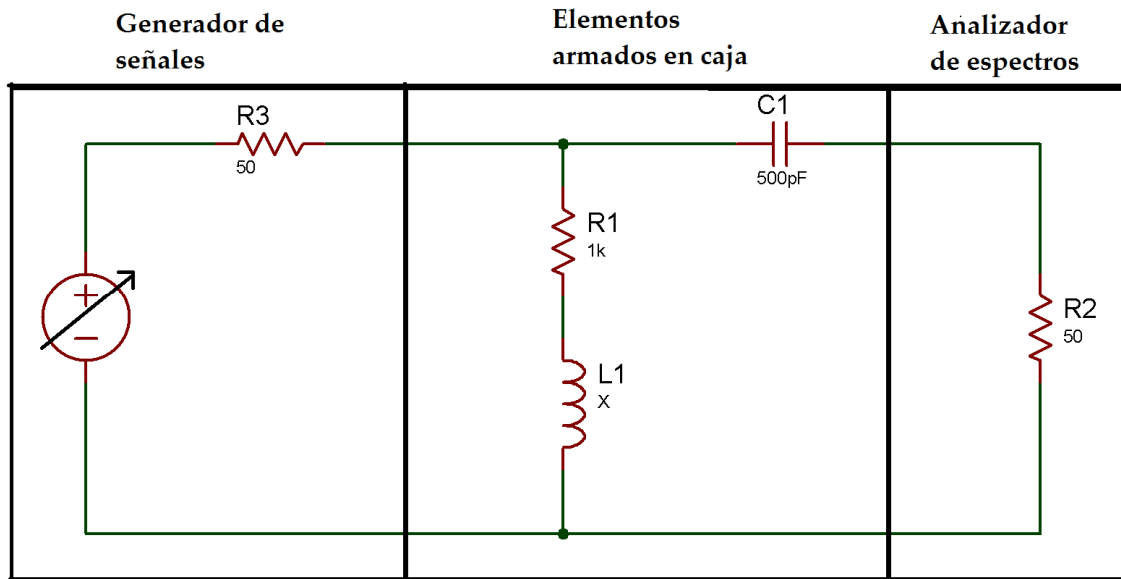 Generador de
señales
Elementos
armados en caja
Analizador
de espectros
R3
50
C1
500pF
R1
1k
L1
X
R2
50